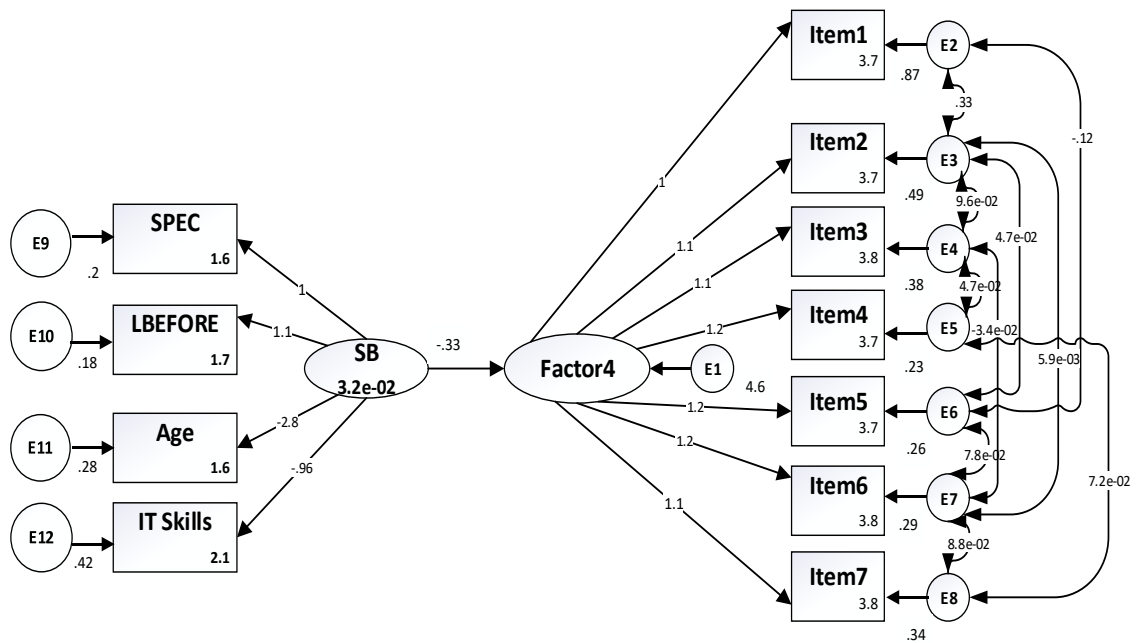 Item1
3.7
E2
.87
.33
-.12
Item2
3.7
E3
.49
9.6e-02
4.7e-02
1
1.1
Item3
3.8
E4
.38
4.7e-02
1.1
Item4
3.7
E5
.23
-3.4e-02
5.9e-03
1.2
E9
.2
SPEC
1.6
1
E10
.18
LBEFORE
1.7
1.1
SB
3.2e-02
-.33
Factor4
E1
4.6
E11
.28
Age
1.6
-2.8
E12
.42
IT Skills
2.1
-.96
1.2
Item5
3.7
E6
.26
7.8e-02
1.2
Item6
3.8
E7
.29
8.8e-02
7.2e-02
1.1
Item7
3.8
E8
.34